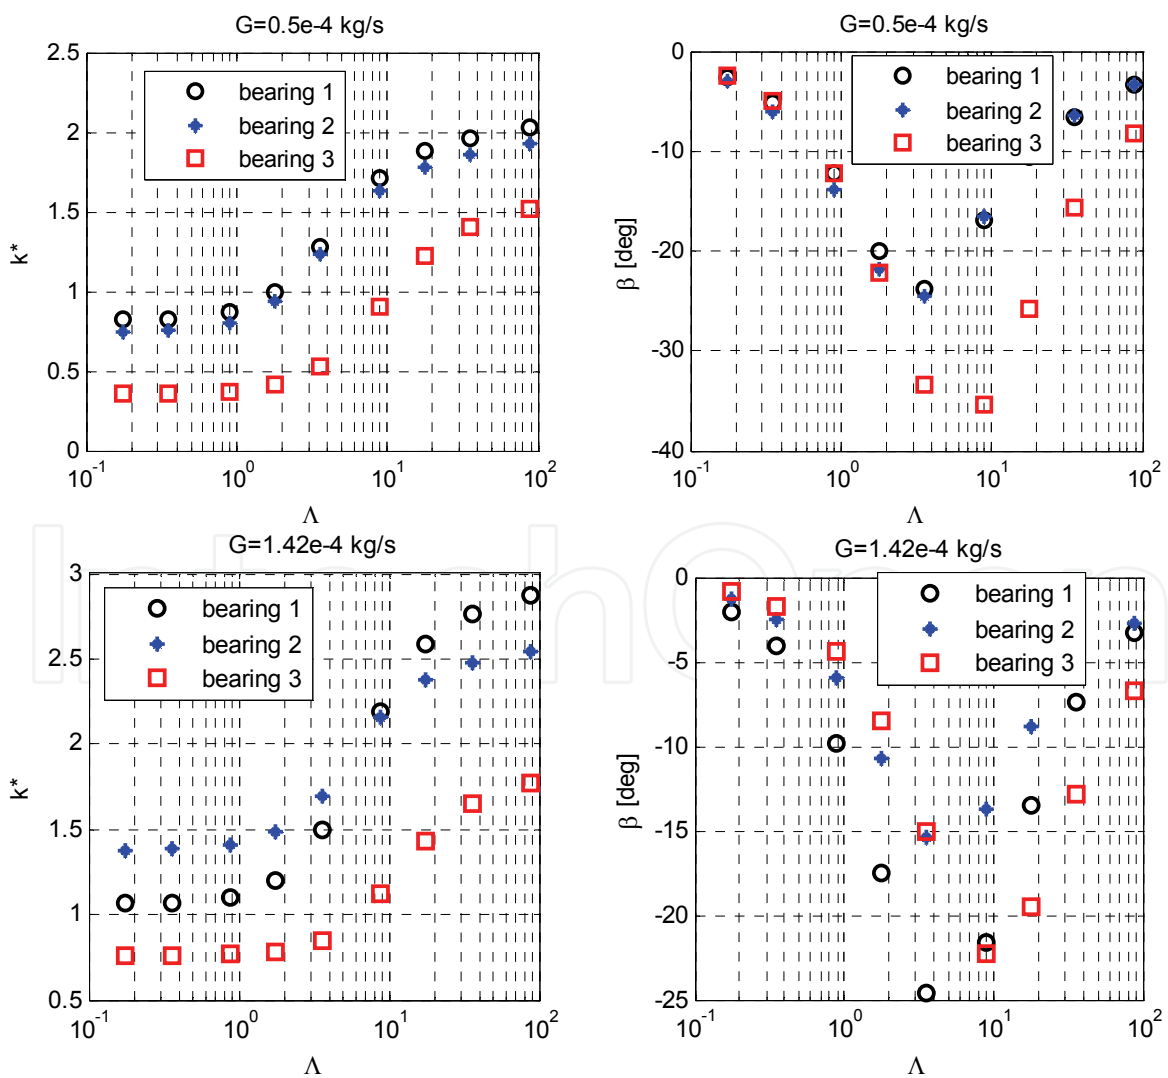 G=0.5e-4 kg/s
2.5
2
1.5
1
0.5
0
k*
bearing 1
bearing 2
bearing 3
10^-1
10^0
10^1
10^2
Λ
G=0.5e-4 kg/s
0
-10
-20
-30
-40
β [deg]
bearing 1
bearing 2
bearing 3
10^-1
10^0
10^1
10^2
Λ
G=1.42e-4 kg/s
3
2.5
2
1.5
1
0.5
k*
bearing 1
bearing 2
bearing 3
10^-1
10^0
10^1
10^2
Λ
G=1.42e-4 kg/s
0
-5
-10
-15
-20
-25
β [deg]
bearing 1
bearing 2
bearing 3
10^-1
10^0
10^1
10^2
Λ
IntechOpen